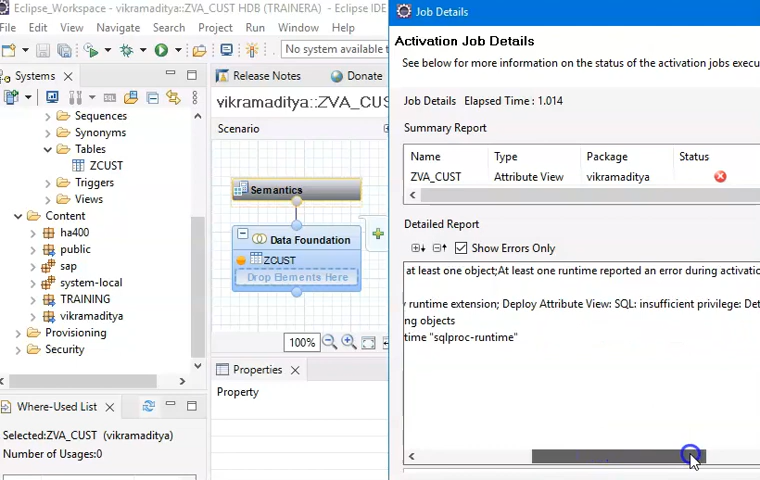 Eclipse_Workspace - vikramaditya::ZVA_CUST HDB (TRAINERA) - Eclipse IDE
File Edit View Navigate Search Project Run Window
No system available
Systems
Sequences
Synonyms
Tables
ZCUST
Triggers
Views
Content
ha400
public
sap
system-local
TRAINING
vikramaditya
Provisioning
Security
Where-Used List
Selected:ZVA_CUST (vikramaditya)
Number of Usages:0
Release Notes
Donate
vikramaditya::ZVA_CUS
Scenario
Semantics
Data Foundation
ZCUST
Drop Elements Here
100%
Properties
Property
Job Details
Activation Job Details
See below for more information on the status of the activation jobs execu
Job Details Elapsed Time : 1.014
Summary Report
Name Type Package Status
ZVA_CUST Attribute View vikramaditya
Detailed Report
Show Errors Only
at least one object;At least one runtime reported an error during activatio
runtime extension; Deploy Attribute View: SQL: insufficient privilege: Det
ng objects
time "sqlproc-runtime"